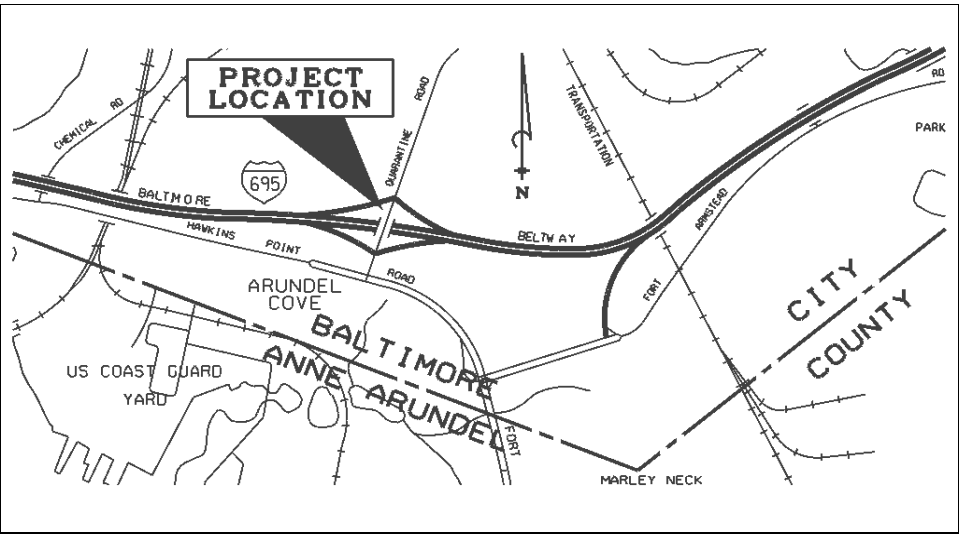 PROJECT
LOCATION
CHEMICAL RD
QUARANTINE ROAD
TRANSPORTATION
RD
PARK
695
N
BALTIMORE
BELTWAY
ARMSTEAD
HAWKINS POINT ROAD
FORT
ARUNDEL
COVE
CITY
COUNTY
BALTIMORE
ANNE ARUNDEL
US COAST GUARD
YARD
FORT
MARLEY NECK